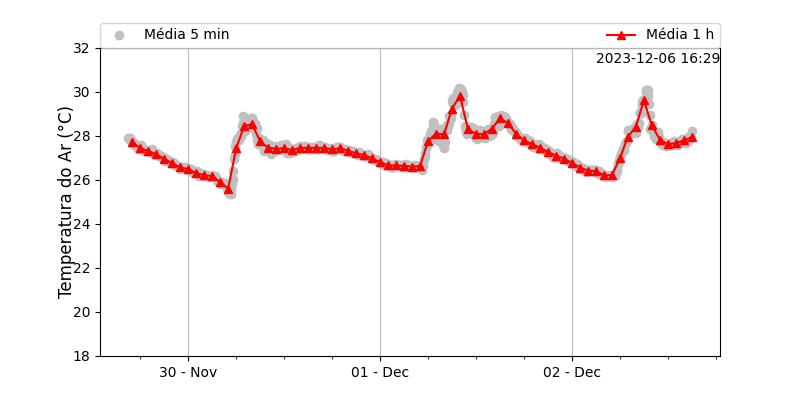 Média 5 min
Média 1 h
2023-12-06 16:29
Temperatura do Ar (°C)
32
30
28
26
24
22
20
18
30 - Nov
01 - Dec
02 - Dec